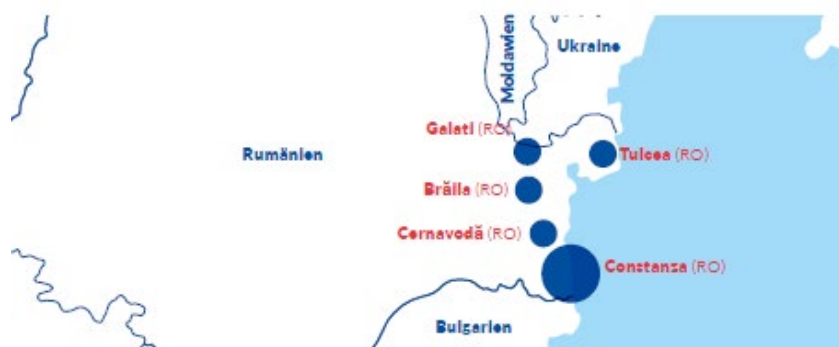 Moldawien
Ukraine
Galati (RO)
Rumänien
Tulcea (RO)
Brăila (RO)
Cernavodă (RO)
Constanza (RO)
Bulgarien